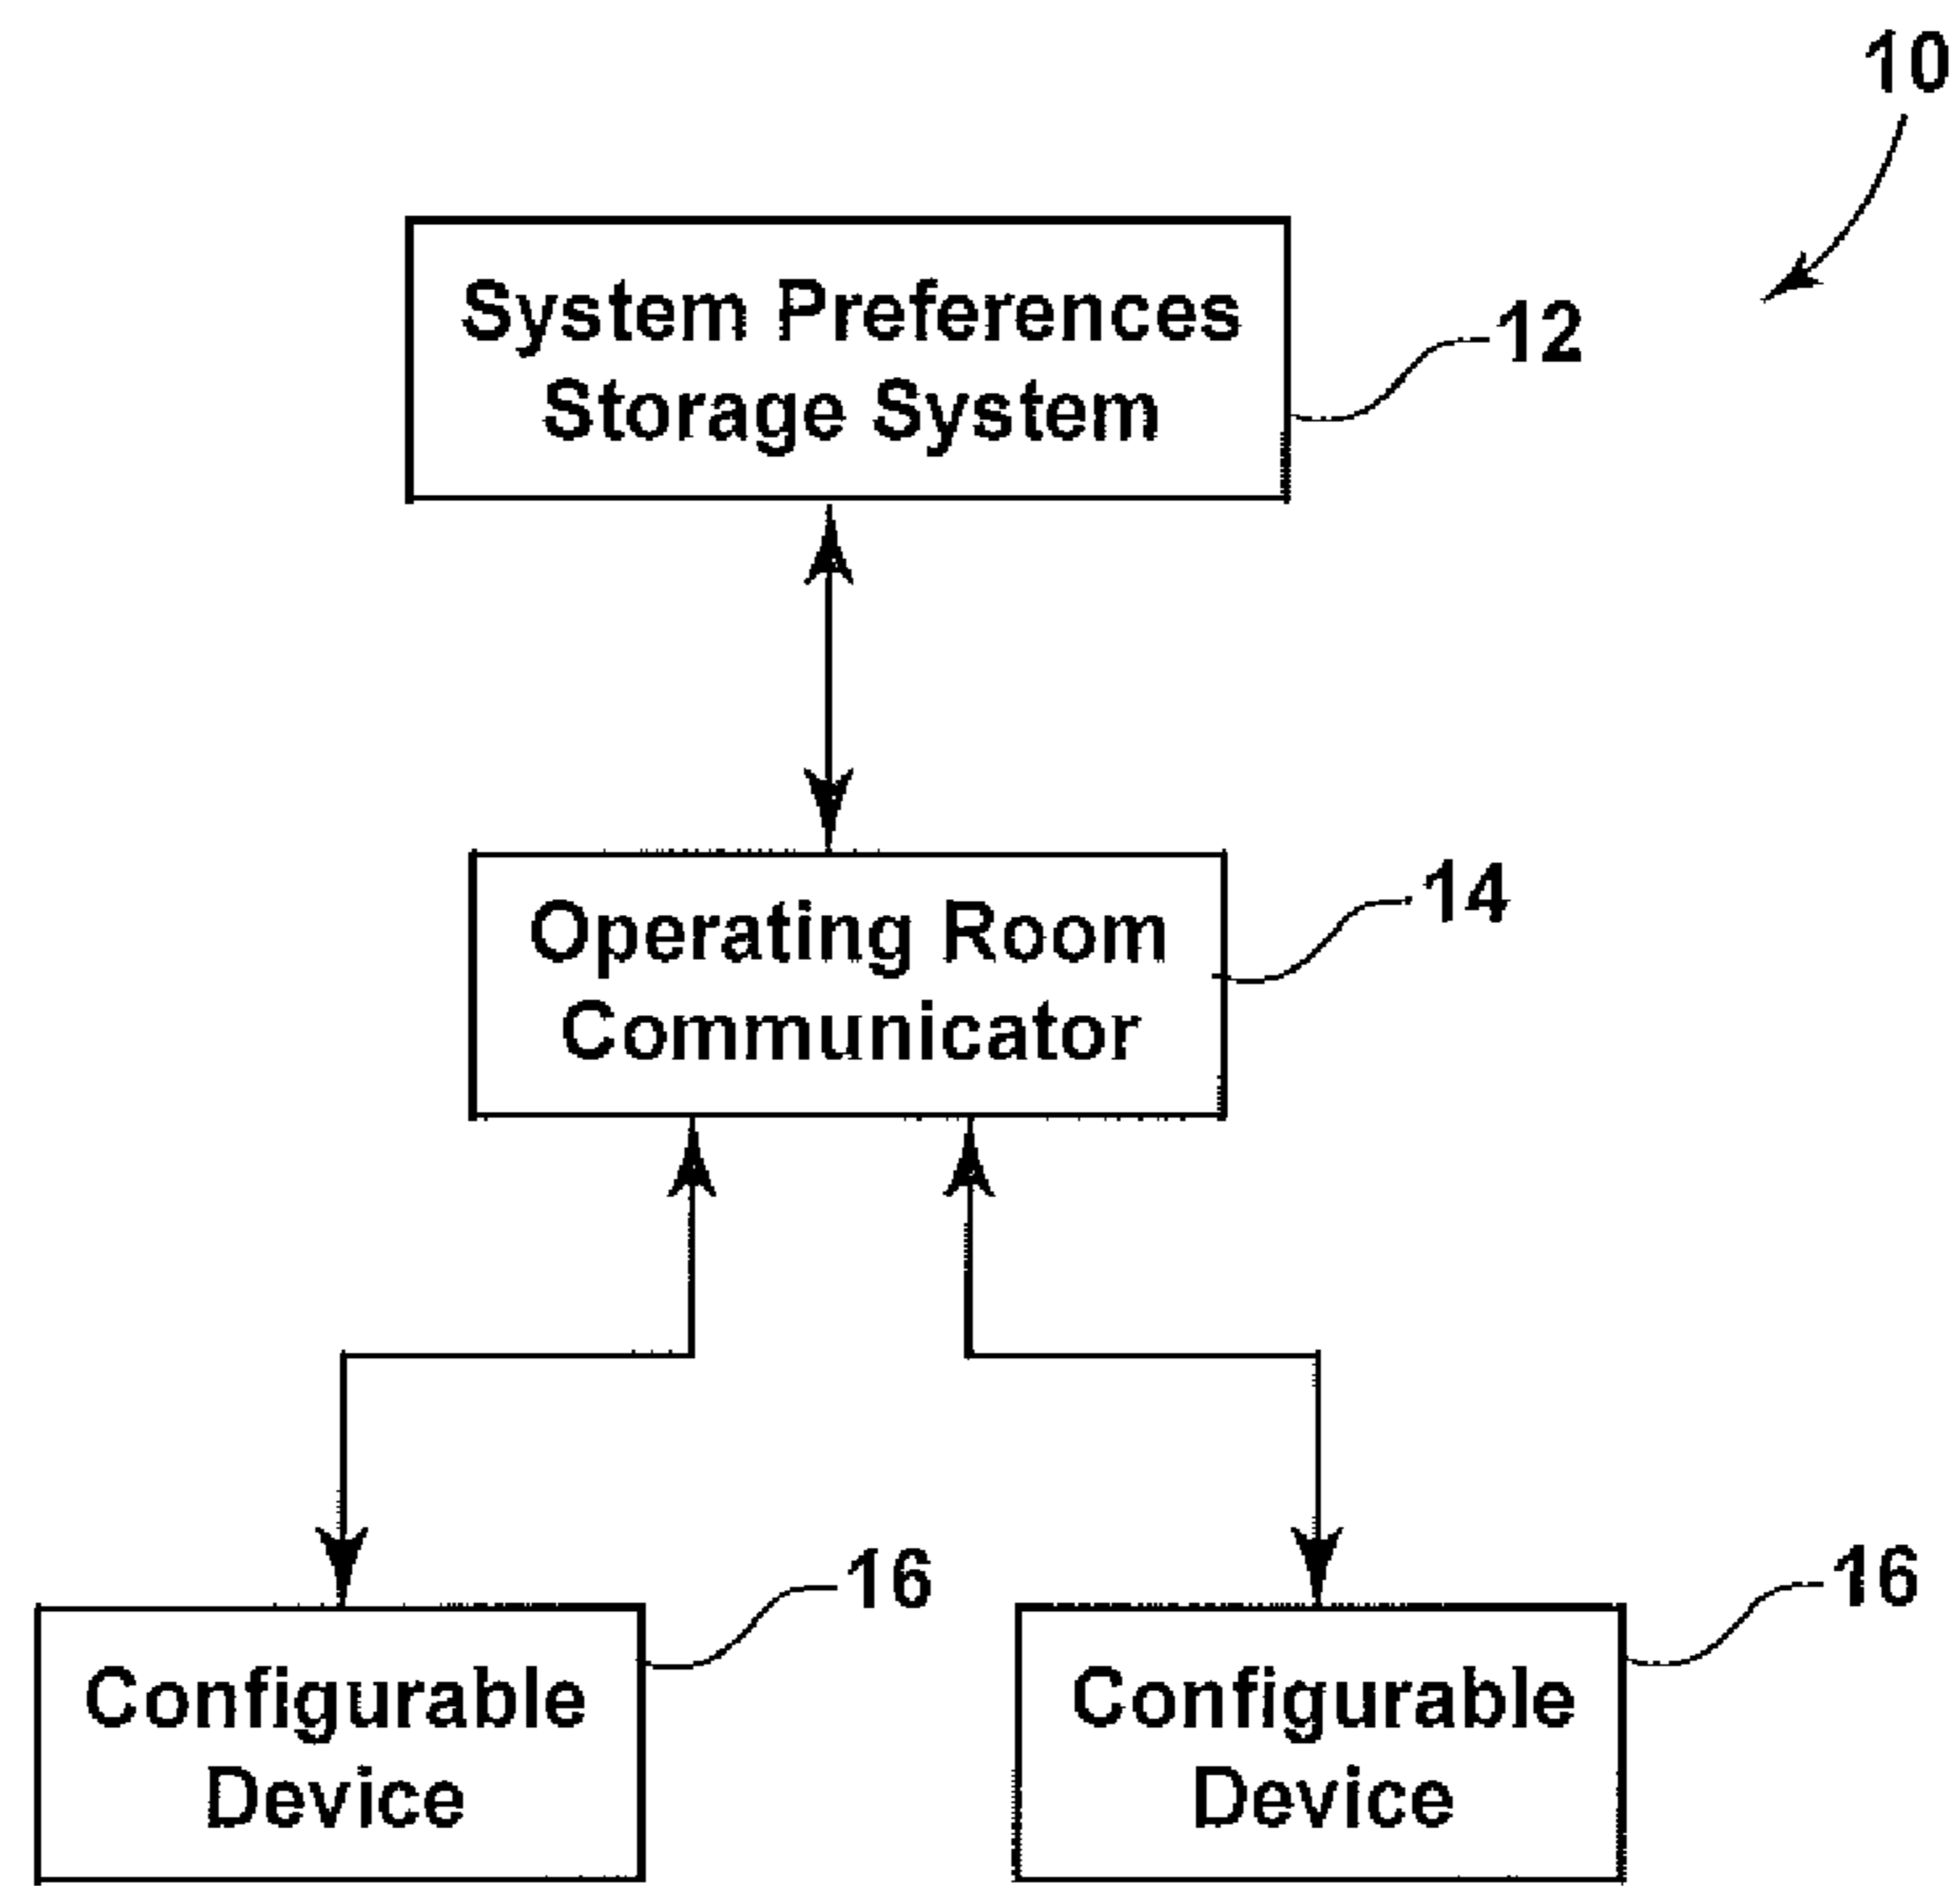 10
System Preferences
Storage System
12
Operating Room
Communicator
14
Configurable
Device
16
Configurable
Device
16